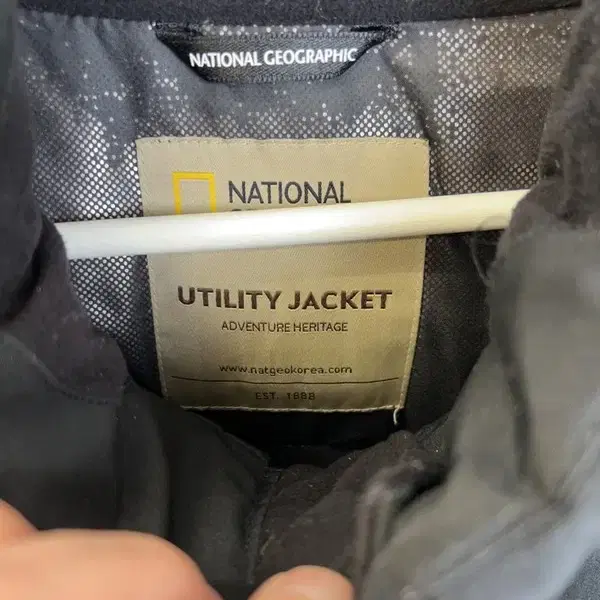 NATIONAL GEOGRAPHIC
NATIONAL
UTILITY JACKET
ADVENTURE HERITAGE
www.natgeokorea.com
EST. 1888